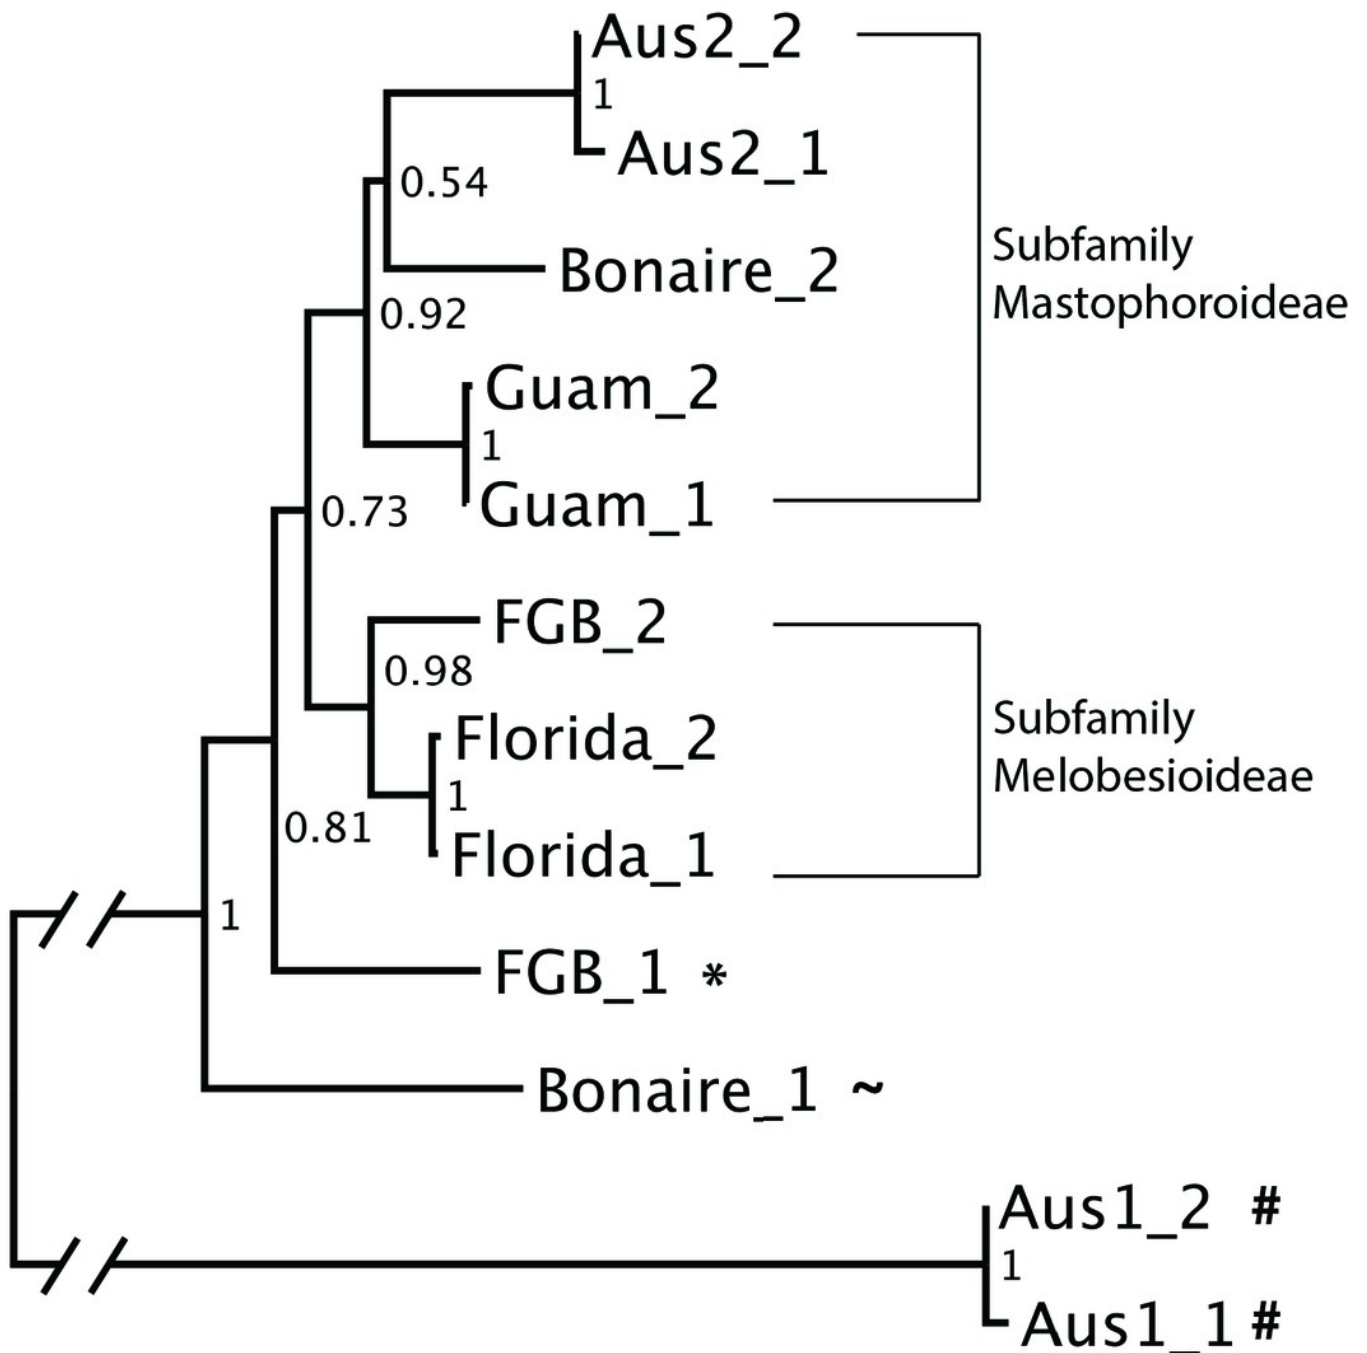 Aus2_2
1
Aus2_1
0.54
Subfamily
Mastophoroideae
Bonaire_2
0.92
Guam_2
1
Guam_1
0.73
FGB_2
0.98
Subfamily
Melobesioideae
Florida_2
1
0.81
Florida_1
1
FGB_1 *
Bonaire_1 ~
Aus1_2 #
1
Aus1_1 #